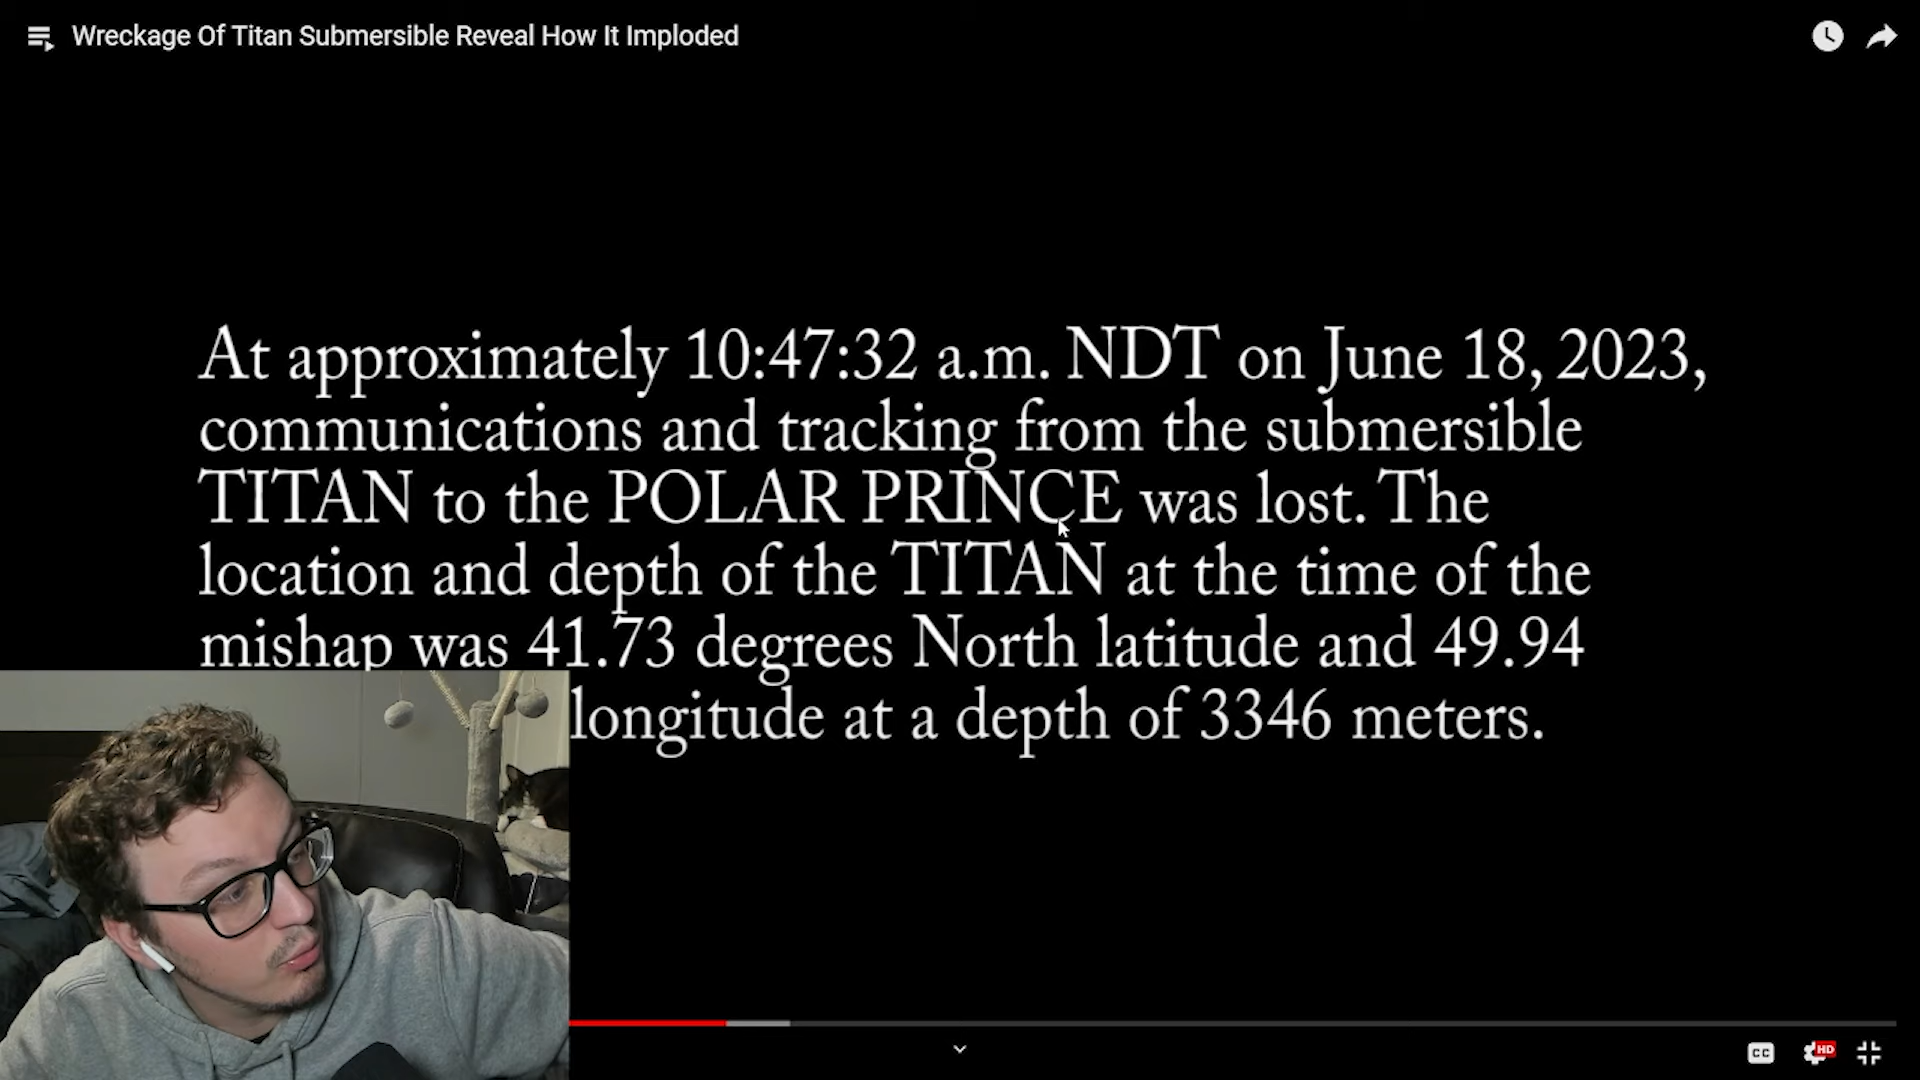 Wreckage Of Titan Submersible Reveal How It Imploded
At approximately 10:47:32 a.m. NDT on June 18, 2023,
communications and tracking from the submersible
TITAN to the POLAR PRINCE was lost. The
location and depth of the TITAN at the time of the
mishap was 41.73 degrees North latitude and 49.94
longitude at a depth of 3346 meters.
CC HD